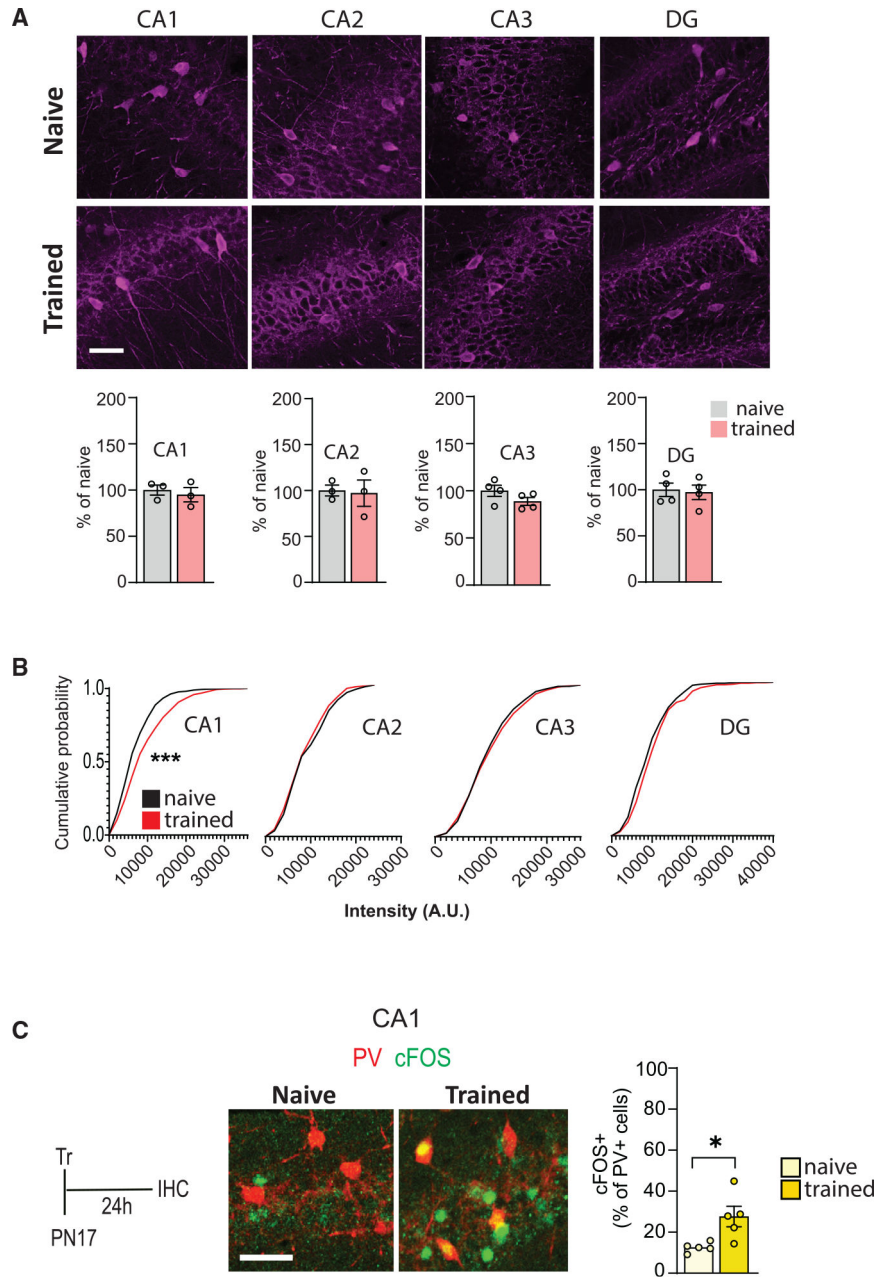 A
CA1 CA2 CA3 DG
Naive
Trained
200 200 200 200
150 150 150 150
100 100 100 100
50 50 50 50
0 0 0 0
% of naive % of naive % of naive % of naive
CA1 CA2 CA3 DG
naive
trained
B
Cumulative probability
1.0
0.5
0.0
CA1 CA2 CA3 DG
***
naive
trained
0 10000 20000 30000 0 10000 20000 30000 0 10000 20000 30000 0 10000 20000 30000 40000
Intensity (A.U.)
C
CA1
PV cFOS
Naive Trained
Tr
24h
IHC
PN17
cFOS+
(% of PV+ cells)
100
80
60
40
20
0
*
naive
trained